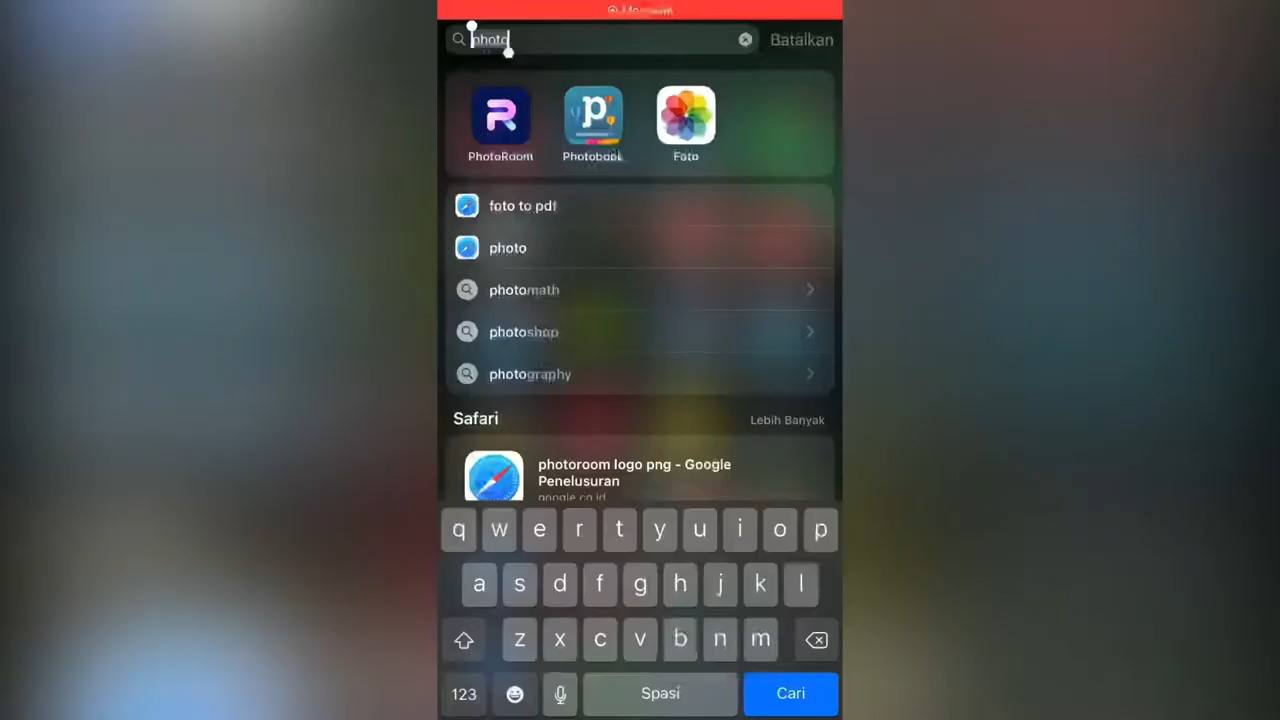 photo
Batalkan
PhotoRoom
Photobook
Foto
foto to pdf
photo
photomath
photoshop
photography
Safari
Lebih Banyak
photoroom logo png - Google
Penelusuran
google.co.id
q w e r t y u i o p
a s d f g h j k l
z x c v b n m
123
Spasi
Cari